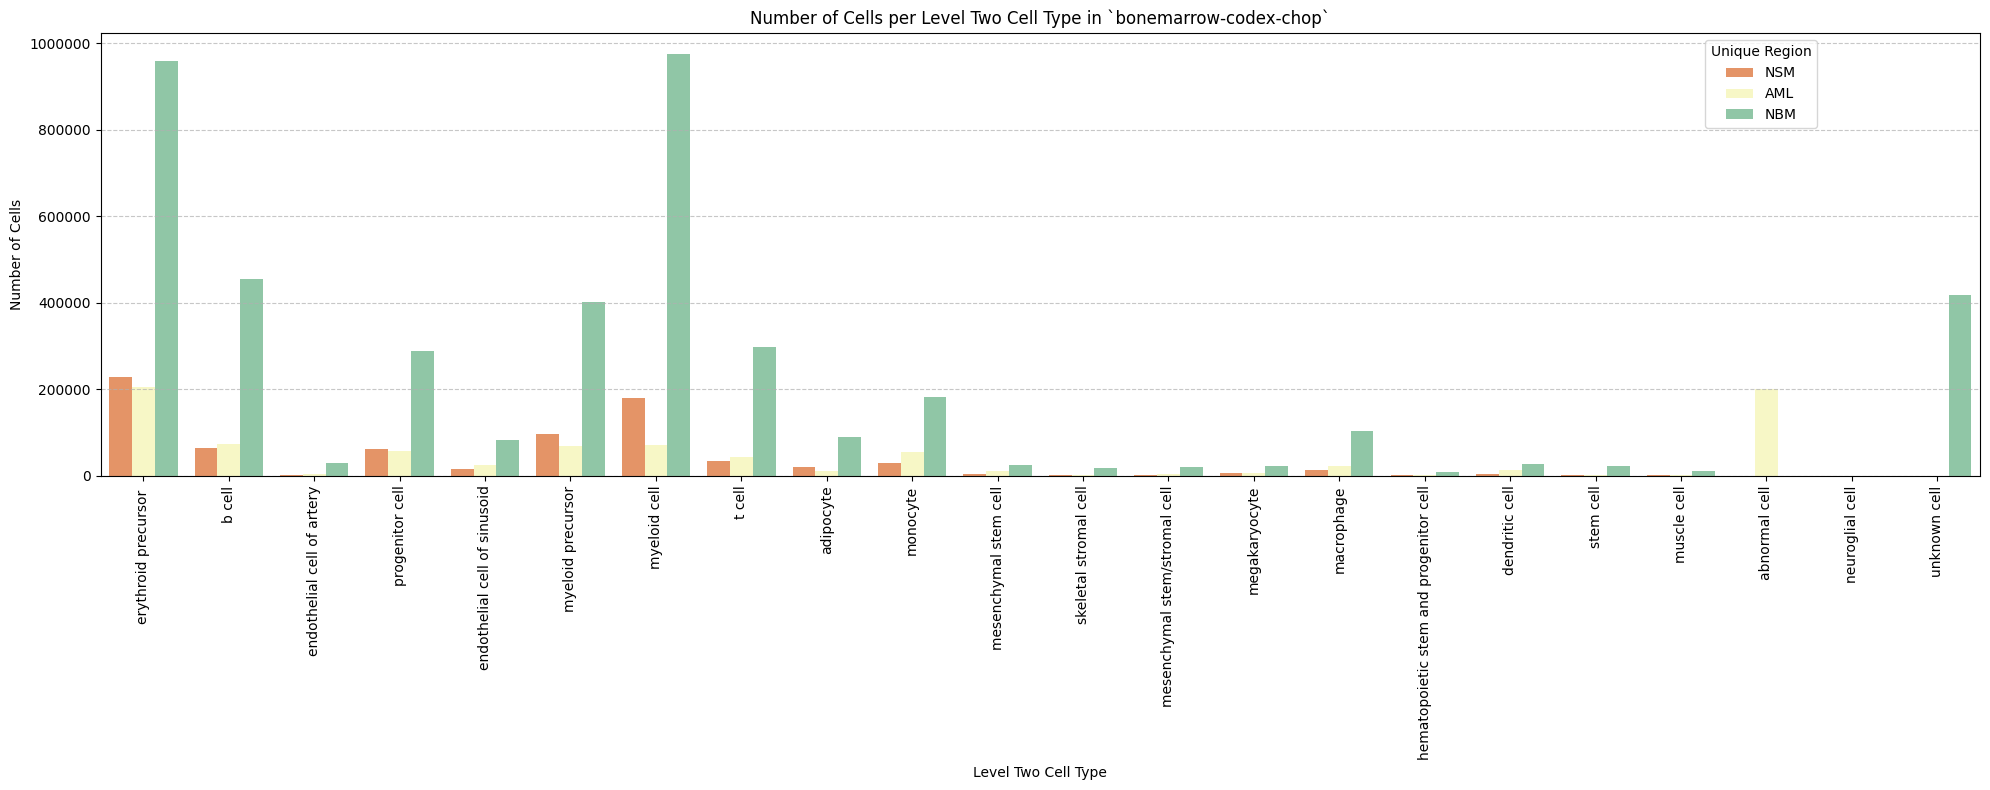 Number of Cells per Level Two Cell Type in `bonemarrow-codex-chop`
Unique Region
NSM
AML
NBM
Number of Cells
1000000
800000
600000
400000
200000
0
erythroid precursor
b cell
endothelial cell of artery
progenitor cell
endothelial cell of sinusoid
myeloid precursor
myeloid cell
t cell
adipocyte
monocyte
mesenchymal stem cell
skeletal stromal cell
mesenchymal stem/stromal cell
megakaryocyte
macrophage
hematopoietic stem and progenitor cell
dendritic cell
stem cell
muscle cell
abnormal cell
neuroglial cell
unknown cell
Level Two Cell Type